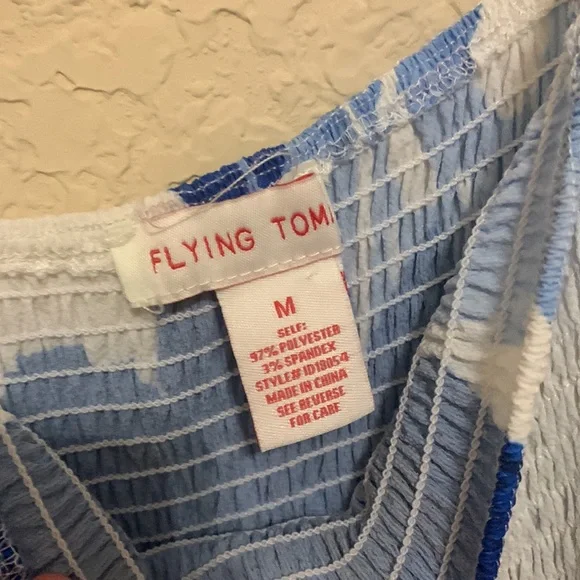 FLYING TOM
M
SELF:
97% POLYESTER
3% SPANDEX
STYLE# ID18054
MADE IN CHINA
SEE REVERSE
FOR CARE